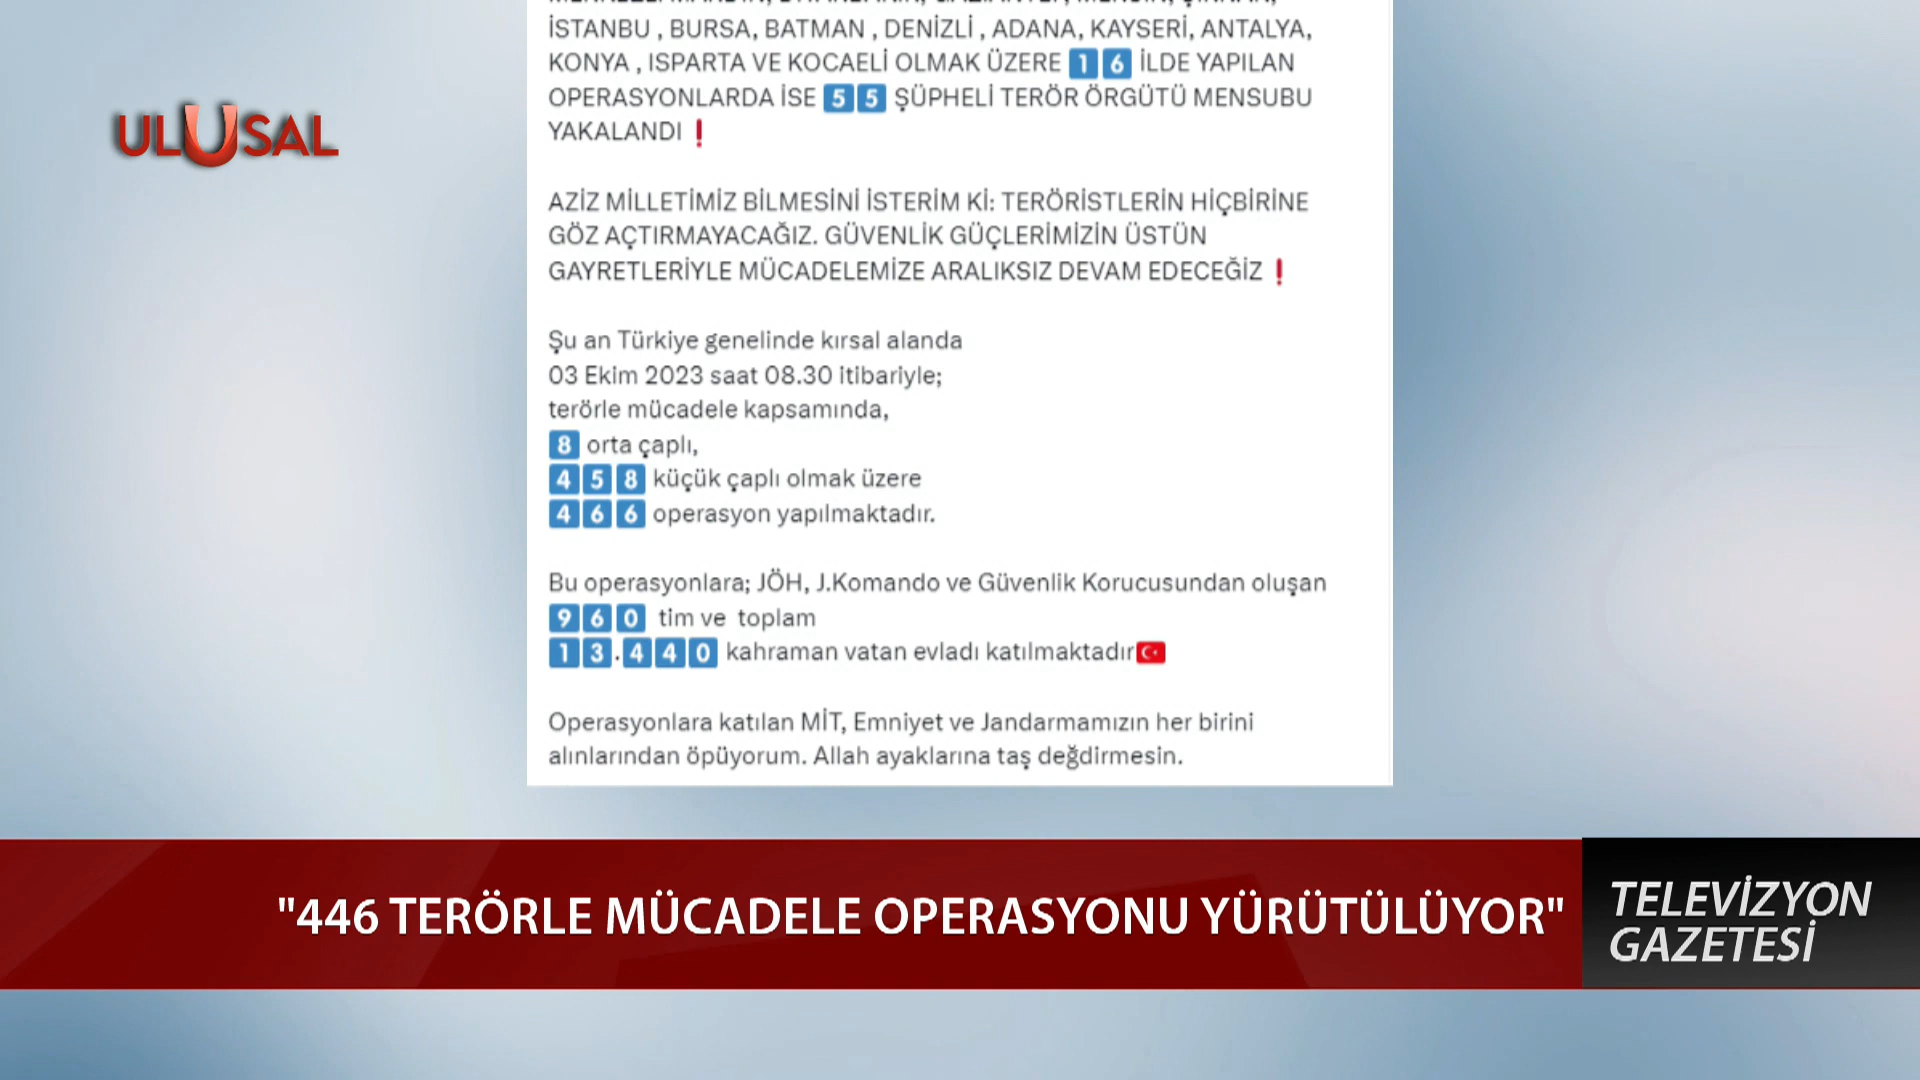 İSTANBU , BURSA, BATMAN , DENİZLİ , ADANA, KAYSERİ, ANTALYA,
KONYA , ISPARTA VE KOCAELİ OLMAK ÜZERE 16 İLDE YAPILAN
OPERASYONLARDA İSE 55 ŞÜPHELİ TERÖR ÖRGÜTÜ MENSUBU
YAKALANDI❗
ULUSAL
AZİZ MİLLETİMİZ BİLMESİNİ İSTERİM Kİ: TERÖRİSTLERİN HİÇBİRİNE
GÖZ AÇTIRMAYACAĞIZ. GÜVENLİK GÜÇLERİMİZİN ÜSTÜN
GAYRETLERİYLE MÜCADELEMİZE ARALIKSIZ DEVAM EDECEĞİZ❗
Şu an Türkiye genelinde kırsal alanda
03 Ekim 2023 saat 08.30 itibariyle;
terörle mücadele kapsamında,
8 orta çaplı,
458 küçük çaplı olmak üzere
466 operasyon yapılmaktadır.
Bu operasyonlara; JÖH, J.Komando ve Güvenlik Korucusundan oluşan
960 tim ve toplam
13.440 kahraman vatan evladı katılmaktadır🇹🇷
Operasyonlara katılan MİT, Emniyet ve Jandarmamızın her birini
alınlarından öpüyorum. Allah ayaklarına taş değdirmesin.
"446 TERÖRLE MÜCADELE OPERASYONU YÜRÜTÜLÜYOR"
TELEVİZYON
GAZETESİ